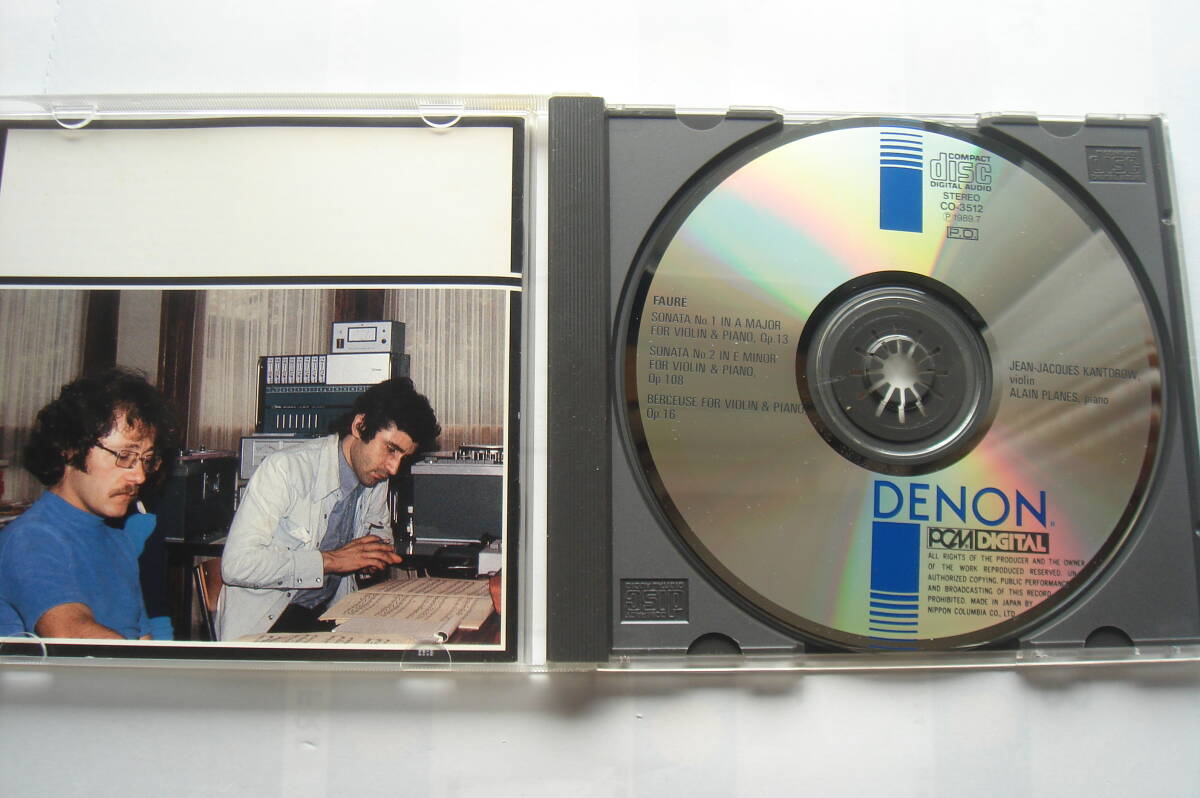 COMPACT
disc
DIGITAL AUDIO
STEREO
CO-3512
Ⓟ 1989.7
P.O.
FAURÉ
SONATA No.1 IN A MAJOR
FOR VIOLIN & PIANO, Op.13
SONATA No.2 IN E MINOR
FOR VIOLIN & PIANO,
Op 108
BERCEUSE FOR VIOLIN & PIANO
Op.16
JEAN-JACQUES KANTOROW,
violin
ALAIN PLANES, piano
DENON®
PCM DIGITAL
ALL RIGHTS OF THE PRODUCER AND THE OWNER
OF THE WORK REPRODUCED RESERVED. UN-
AUTHORIZED COPYING, PUBLIC PERFORMANCE
AND BROADCASTING OF THIS RECORD
PROHIBITED. MADE IN JAPAN BY
NIPPON COLUMBIA CO., LTD.